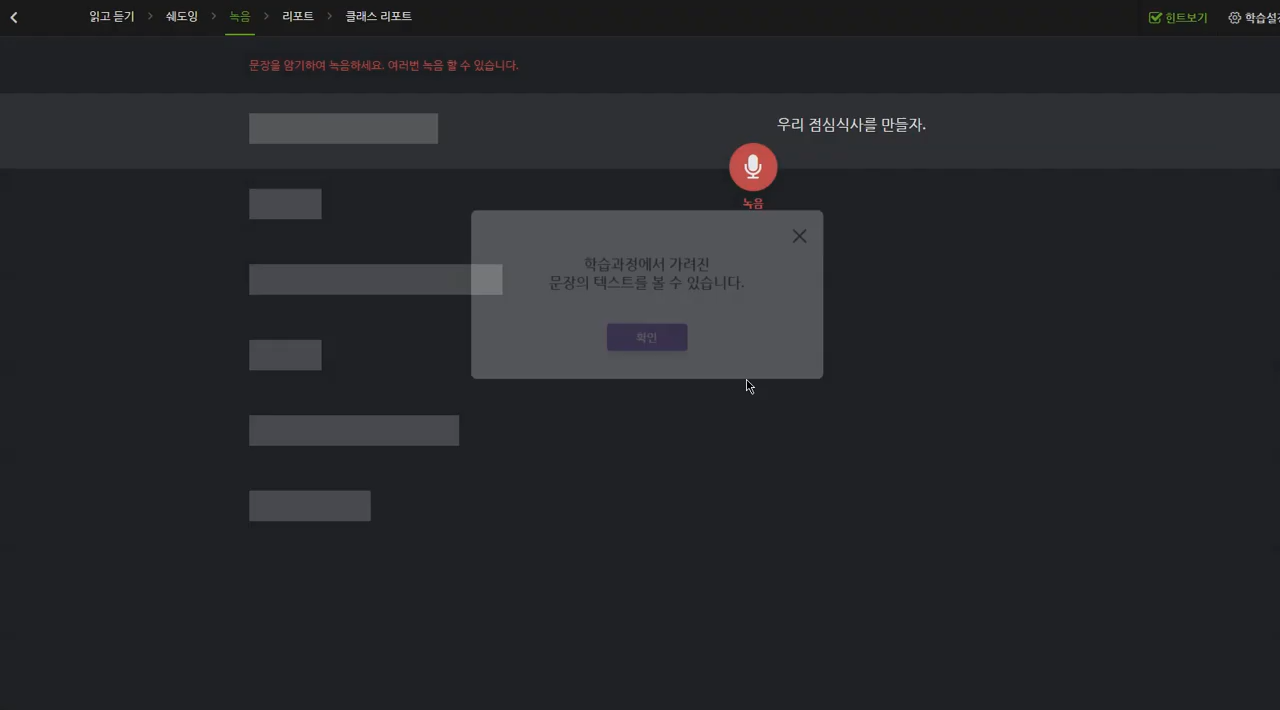 읽고 듣기
쉐도잉
녹음
리포트
클래스 리포트
힌트보기
학습설정
문장을 암기하여 녹음하세요. 여러번 녹음 할 수 있습니다.
우리 점심식사를 만들자.
녹음
학습과정에서 가려진
문장의 텍스트를 볼 수 있습니다.
확인